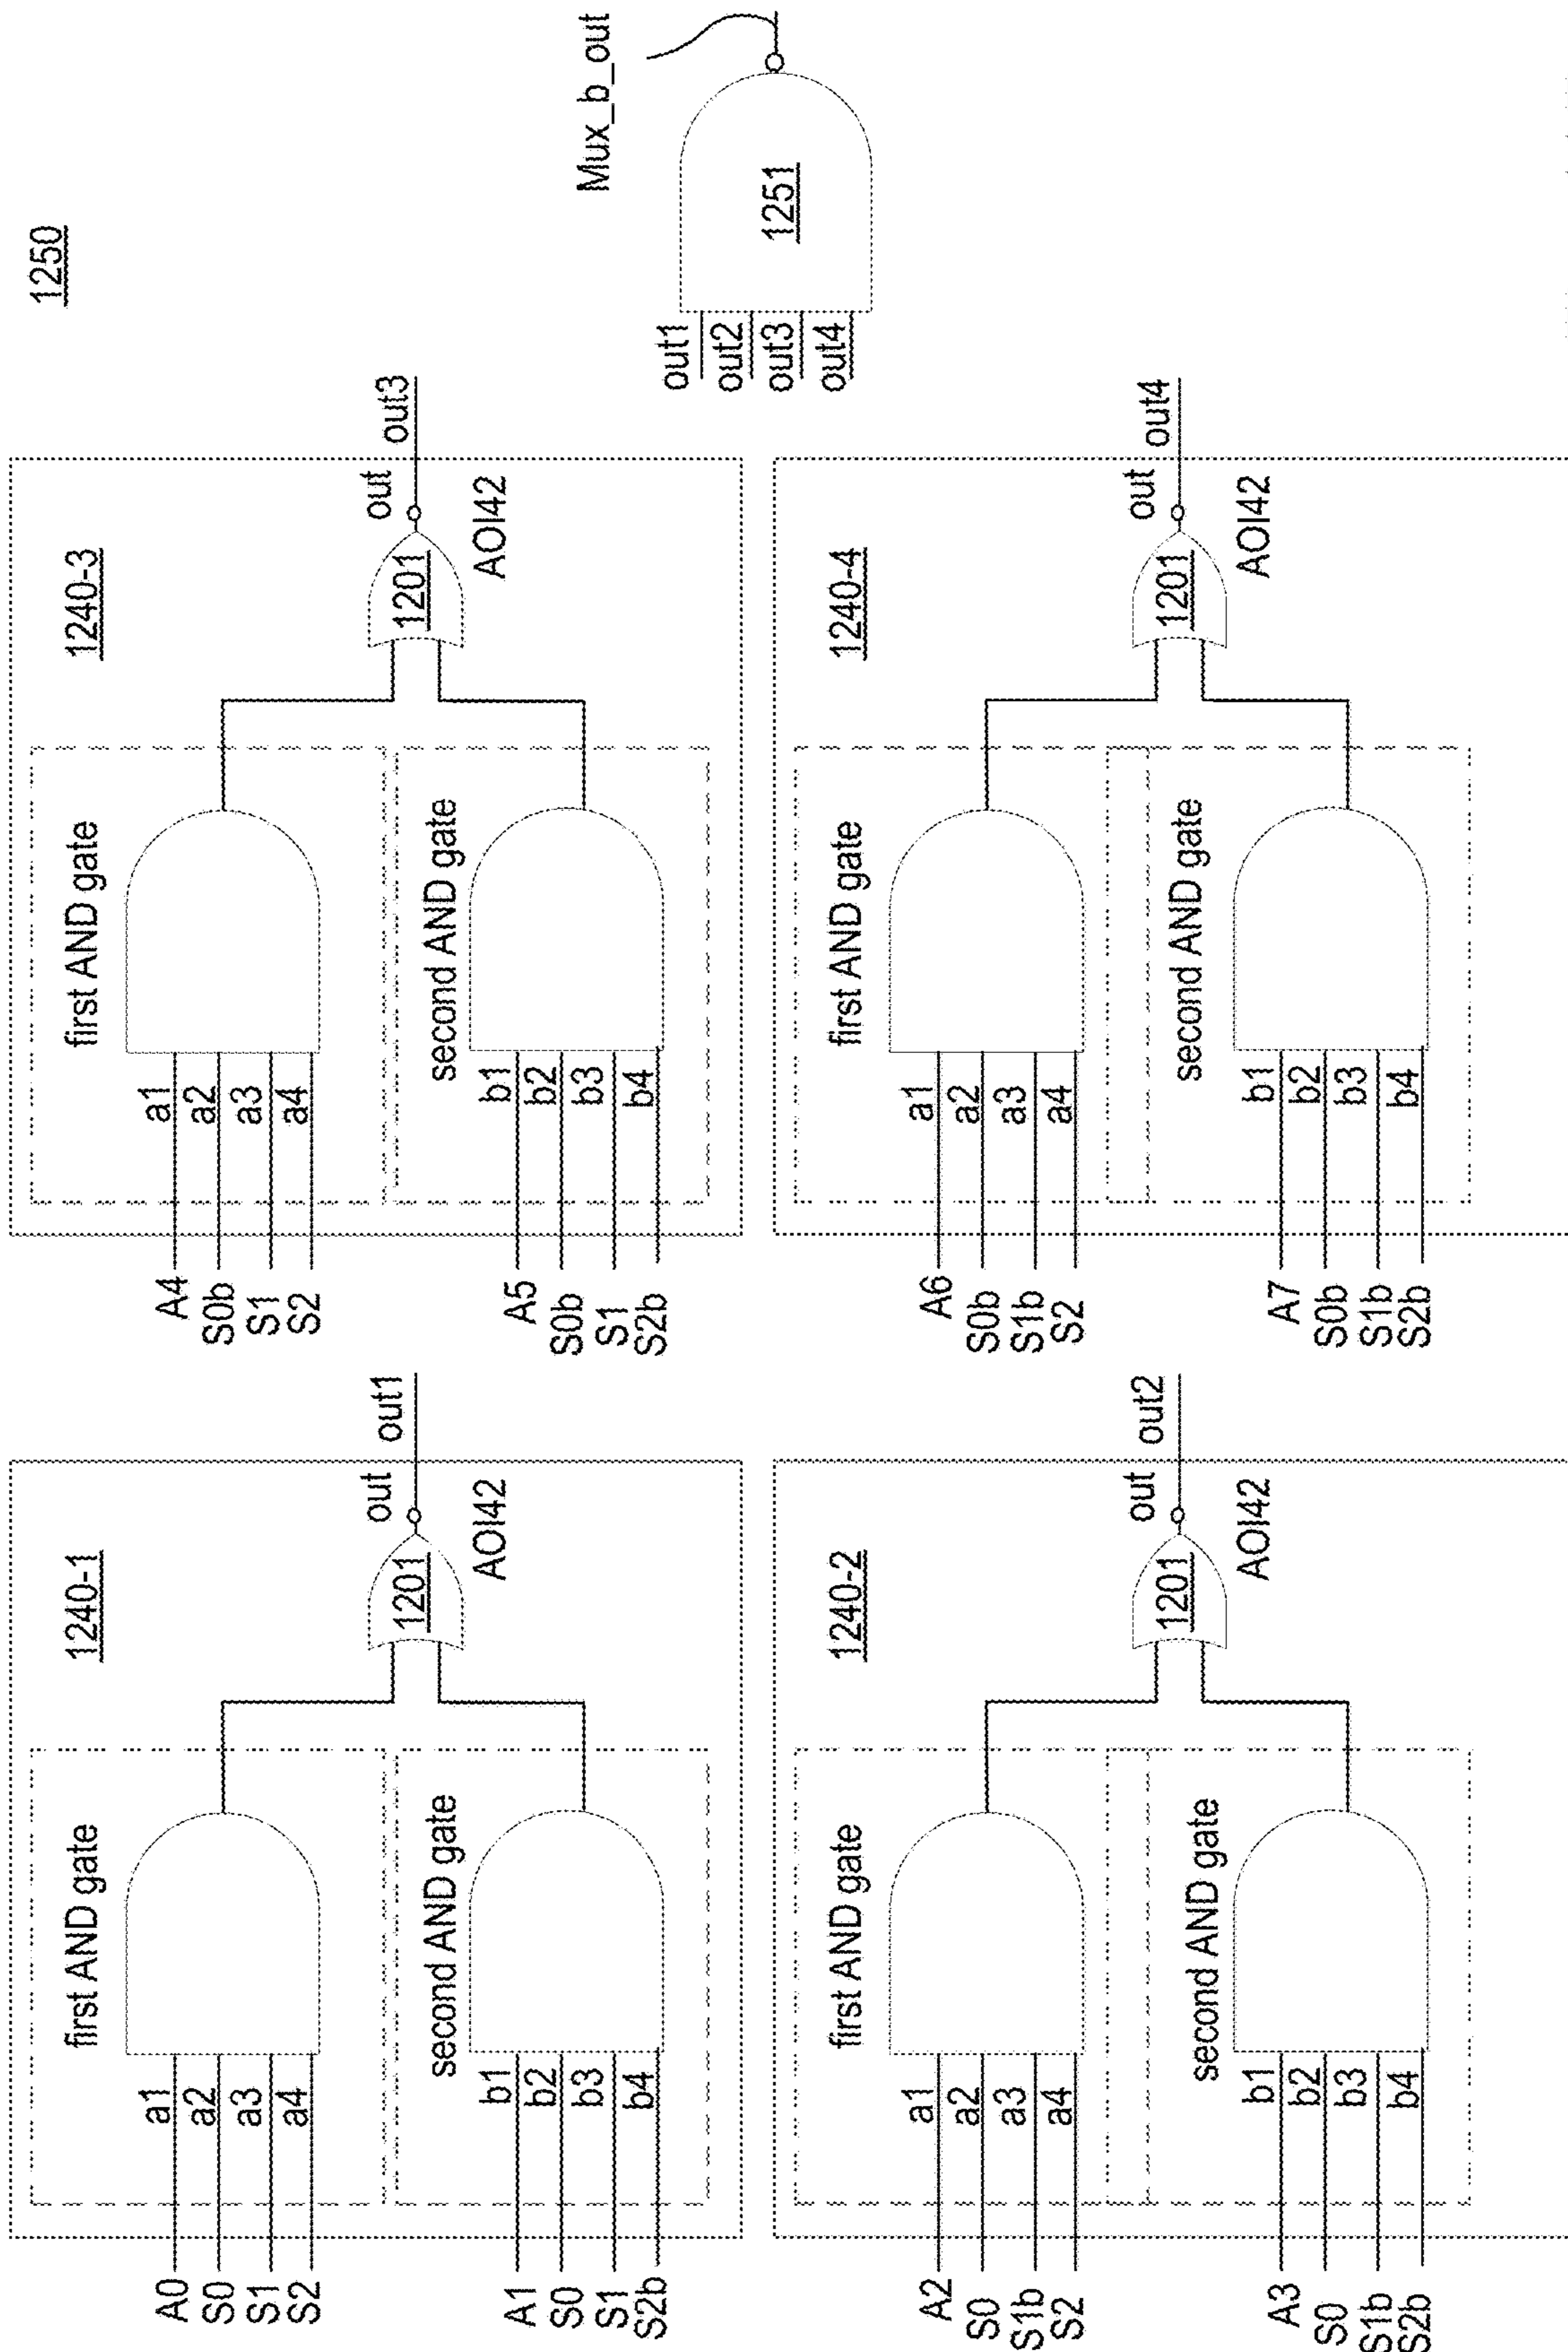 1250
1240-1
first AND gate
A0
a1
S0
a2
S1
a3
S2
a4
second AND gate
A1
b1
S0
b2
S1
b3
S2b
b4
1201
out
out1
AOI42
1240-3
first AND gate
A4
a1
S0b
a2
S1
a3
S2
a4
second AND gate
A5
b1
S0b
b2
S1
b3
S2b
b4
1201
out
out3
AOI42
1240-2
first AND gate
A2
a1
S0
a2
S1b
a3
S2
a4
second AND gate
A3
b1
S0
b2
S1b
b3
S2b
b4
1201
out
out2
AOI42
1240-4
first AND gate
A6
a1
S0b
a2
S1b
a3
S2
a4
second AND gate
A7
b1
S0b
b2
S1b
b3
S2b
b4
1201
out
out4
AOI42
out1
out2
out3
out4
1251
Mux_b_out